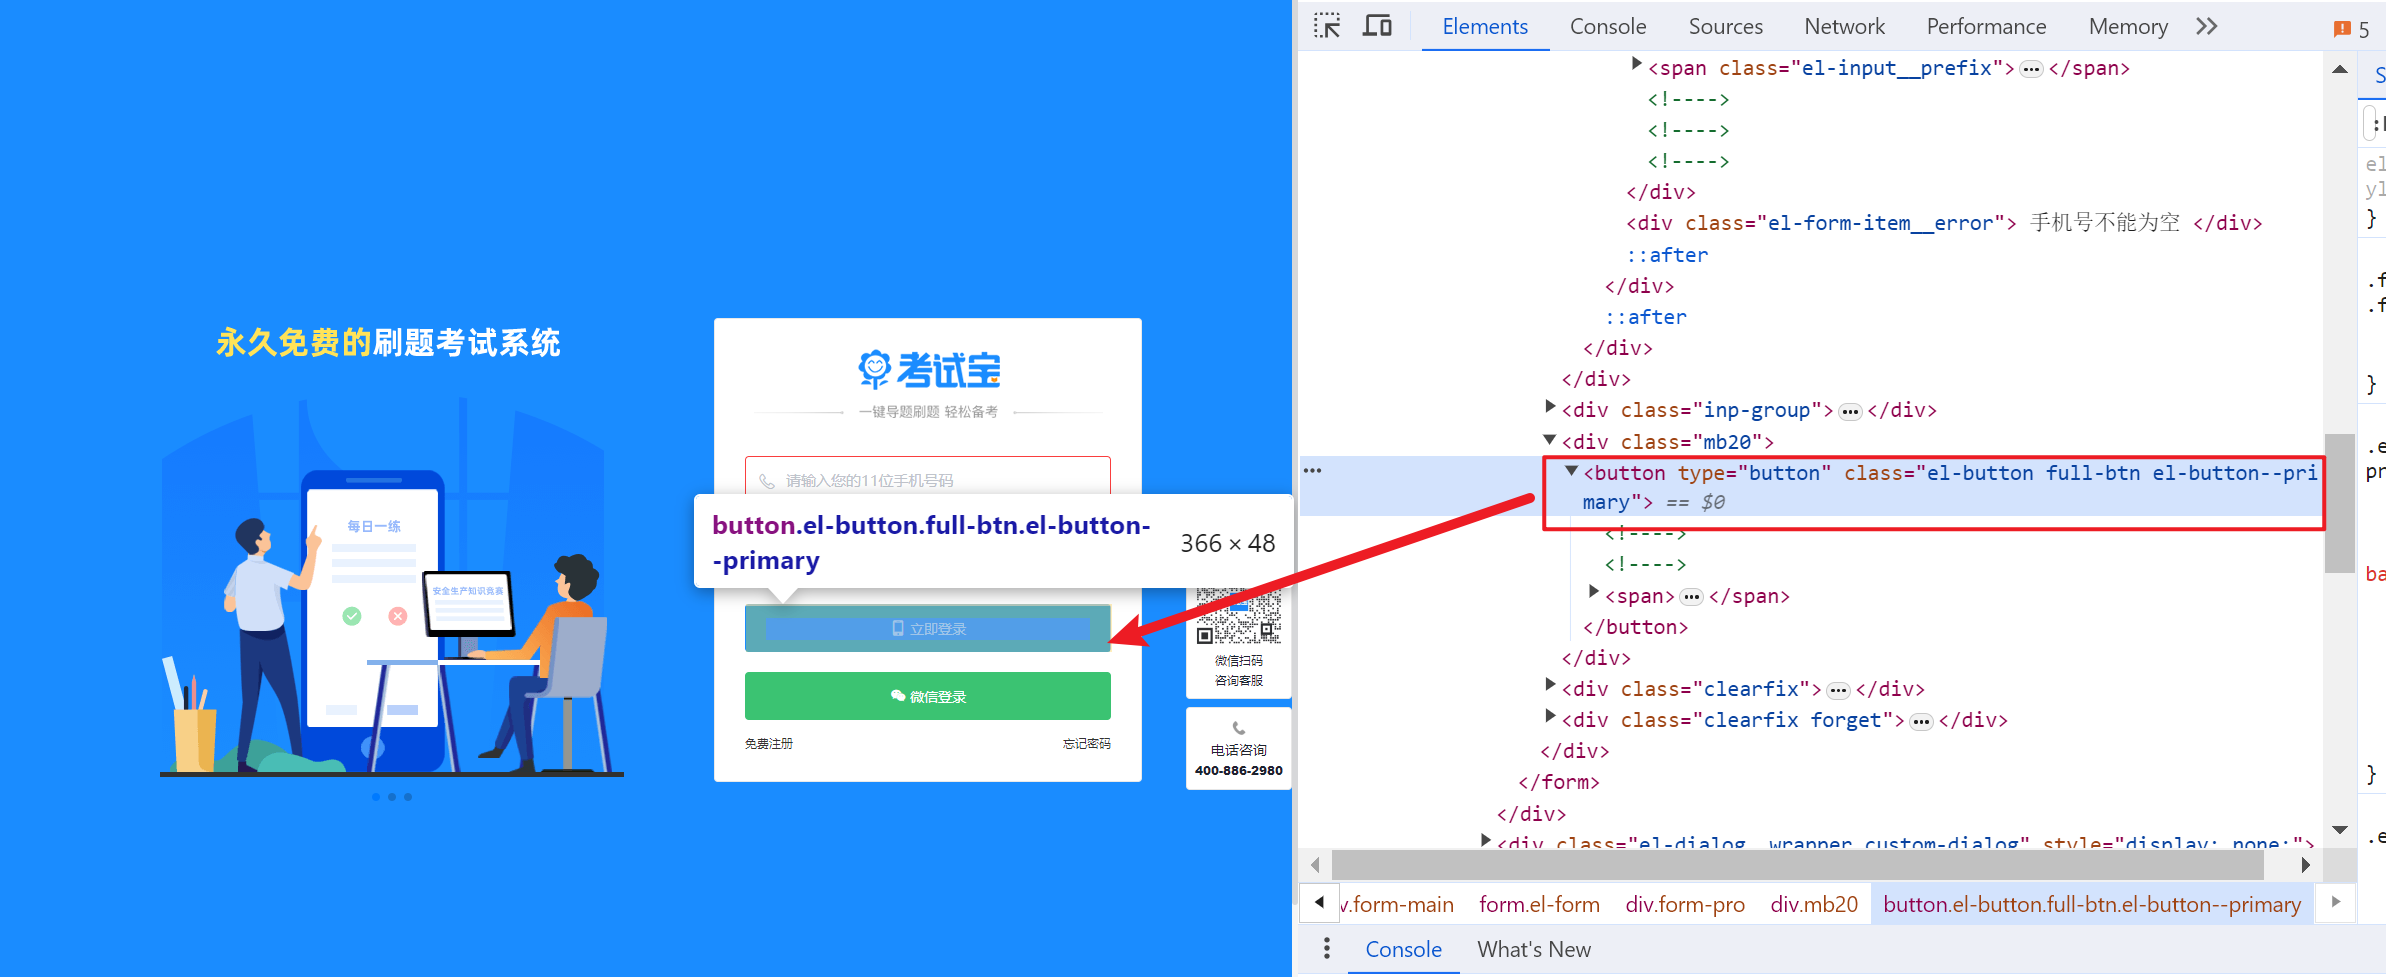 永久免费的刷题考试系统
每日一练
安全生产知识竞赛
考试宝
一键导题刷题 轻松备考
请输入您的11位手机号码
button.el-button.full-btn.el-button-
-primary
366 × 48
立即登录
微信登录
免费注册
忘记密码
微信扫码
咨询客服
电话咨询
400-886-2980
Elements
Console
Sources
Network
Performance
Memory
5
<span class="el-input__prefix">…</span>
<!---->
<!---->
<!---->
</div>
<div class="el-form-item__error"> 手机号不能为空 </div>
::after
</div>
::after
</div>
</div>
<div class="inp-group">…</div>
<div class="mb20">
<button type="button" class="el-button full-btn el-button--pri
mary"> == $0
<!---->
<!---->
<span>…</span>
</button>
</div>
<div class="clearfix">…</div>
<div class="clearfix forget">…</div>
</div>
</form>
</div>
<div class="el-dialog__wrapper custom-dialog" style="display: none;">
v.form-main
form.el-form
div.form-pro
div.mb20
button.el-button.full-btn.el-button--primary
Console
What's New
S
el
yl
}
.f
.f
}
.e
pr
ba
}
.e